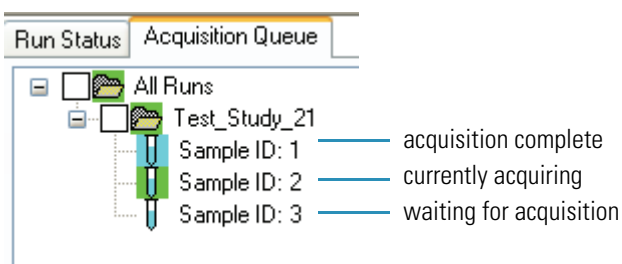 Run Status Acquisition Queue
All Runs
Test_Study_21
Sample ID: 1 acquisition complete
Sample ID: 2 currently acquiring
Sample ID: 3 waiting for acquisition